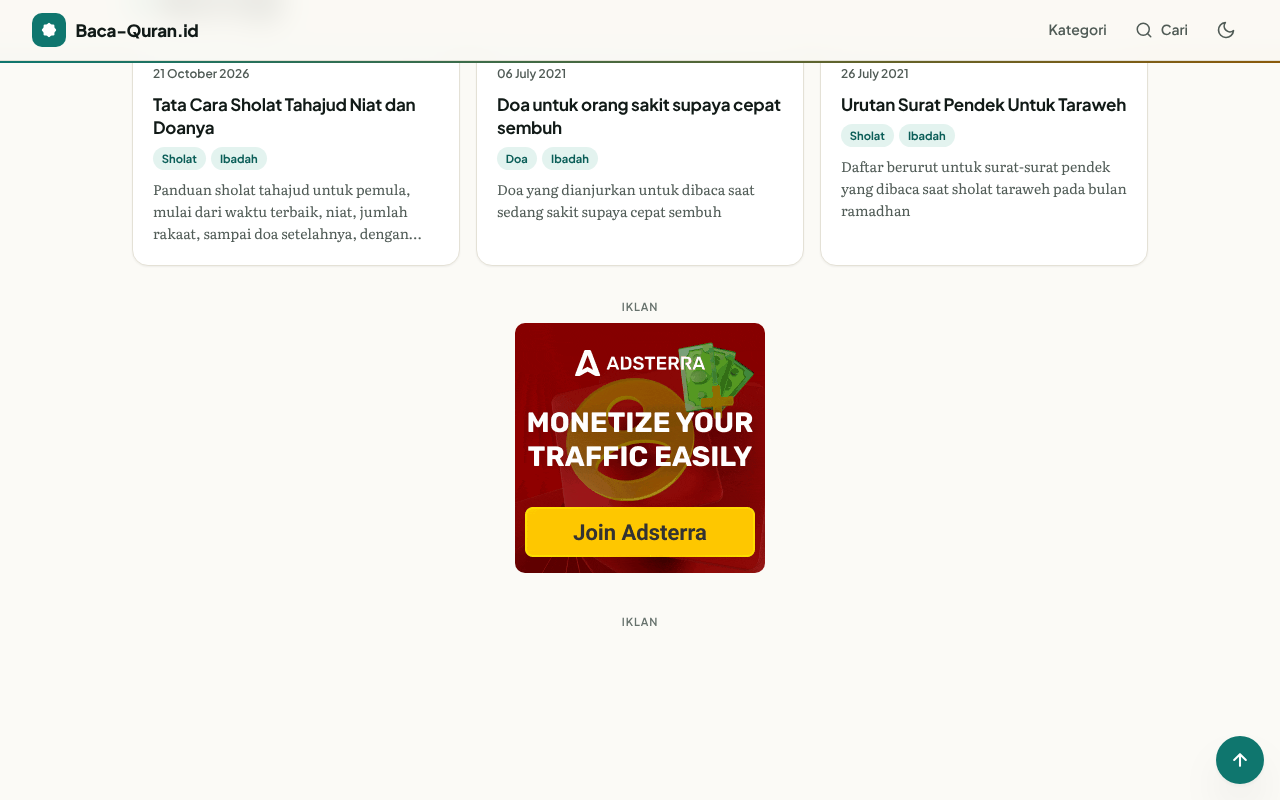 Baca-Quran.id
Kategori
Cari
21 October 2026
Tata Cara Sholat Tahajud Niat dan
Doanya
Sholat
Ibadah
Panduan sholat tahajud untuk pemula,
mulai dari waktu terbaik, niat, jumlah
rakaat, sampai doa setelahnya, dengan...
06 July 2021
Doa untuk orang sakit supaya cepat
sembuh
Doa
Ibadah
Doa yang dianjurkan untuk dibaca saat
sedang sakit supaya cepat sembuh
26 July 2021
Urutan Surat Pendek Untuk Taraweh
Sholat
Ibadah
Daftar berurut untuk surat-surat pendek
yang dibaca saat sholat taraweh pada bulan
ramadhan
IKLAN
ADSTERRA
MONETIZE YOUR
TRAFFIC EASILY
Join Adsterra
IKLAN